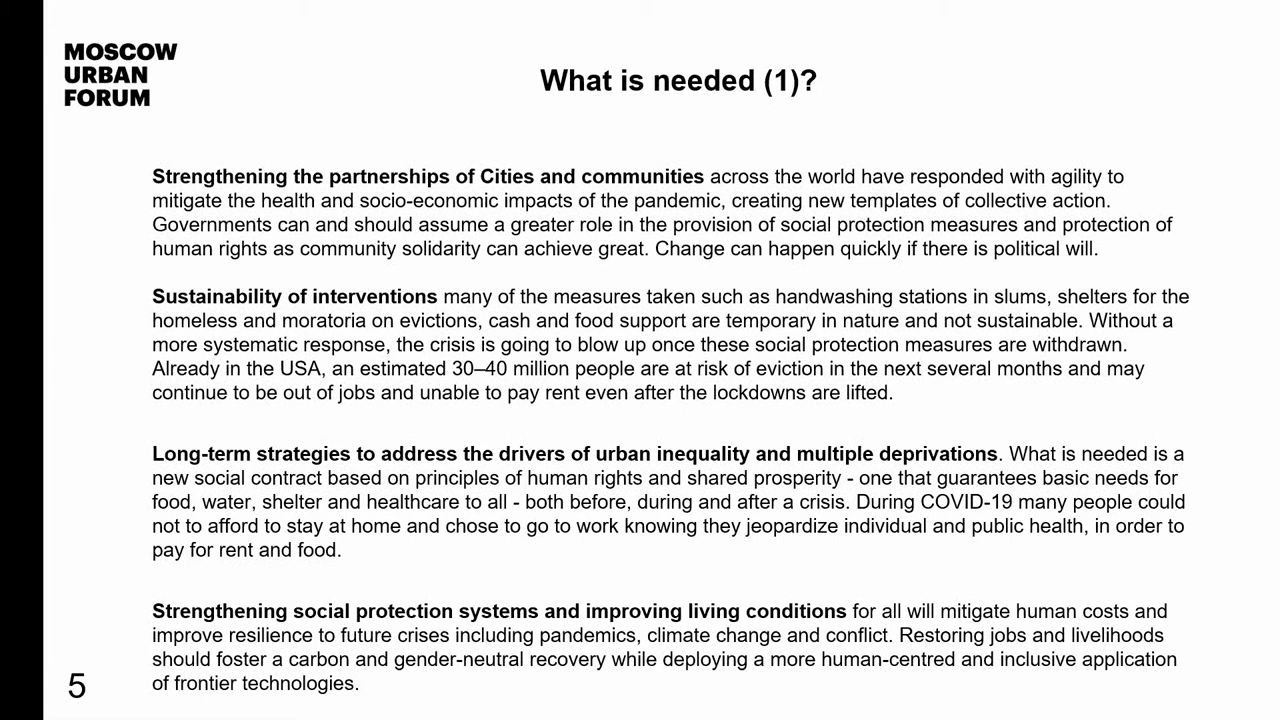 MOSCOW
URBAN
FORUM
What is needed (1)?
Strengthening the partnerships of Cities and communities across the world have responded with agility to
mitigate the health and socio-economic impacts of the pandemic, creating new templates of collective action.
Governments can and should assume a greater role in the provision of social protection measures and protection of
human rights as community solidarity can achieve great. Change can happen quickly if there is political will.
Sustainability of interventions many of the measures taken such as handwashing stations in slums, shelters for the
homeless and moratoria on evictions, cash and food support are temporary in nature and not sustainable. Without a
more systematic response, the crisis is going to blow up once these social protection measures are withdrawn.
Already in the USA, an estimated 30–40 million people are at risk of eviction in the next several months and may
continue to be out of jobs and unable to pay rent even after the lockdowns are lifted.
Long-term strategies to address the drivers of urban inequality and multiple deprivations. What is needed is a
new social contract based on principles of human rights and shared prosperity - one that guarantees basic needs for
food, water, shelter and healthcare to all - both before, during and after a crisis. During COVID-19 many people could
not to afford to stay at home and chose to go to work knowing they jeopardize individual and public health, in order to
pay for rent and food.
Strengthening social protection systems and improving living conditions for all will mitigate human costs and
improve resilience to future crises including pandemics, climate change and conflict. Restoring jobs and livelihoods
should foster a carbon and gender-neutral recovery while deploying a more human-centred and inclusive application
of frontier technologies.
5